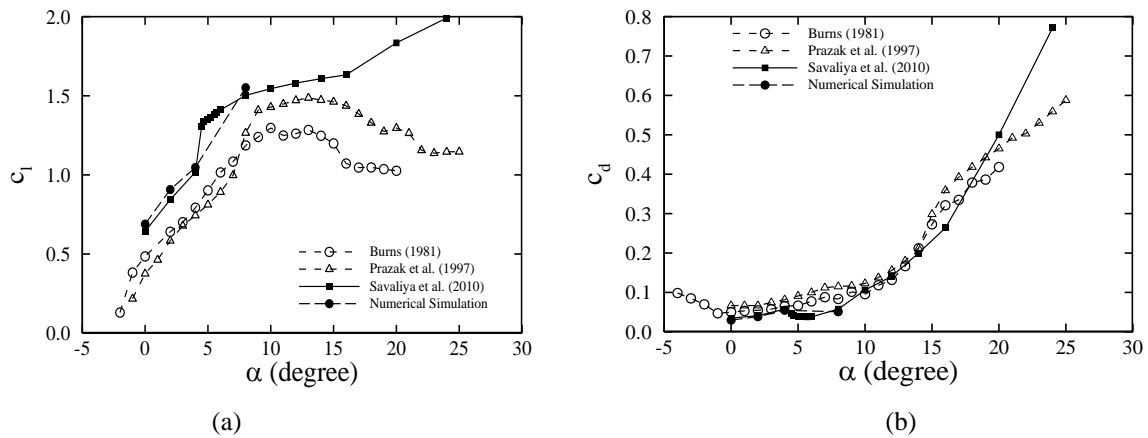 2.0
1.5
1.0
0.5
0.0
c_l
-5 0 5 10 15 20 25 30
α (degree)
Burns (1981)
Prazak et al. (1997)
Savaliya et al. (2010)
Numerical Simulation
(a)
0.8
0.7
0.6
0.5
0.4
0.3
0.2
0.1
0.0
c_d
-5 0 5 10 15 20 25 30
α (degree)
Burns (1981)
Prazak et al. (1997)
Savaliya et al. (2010)
Numerical Simulation
(b)